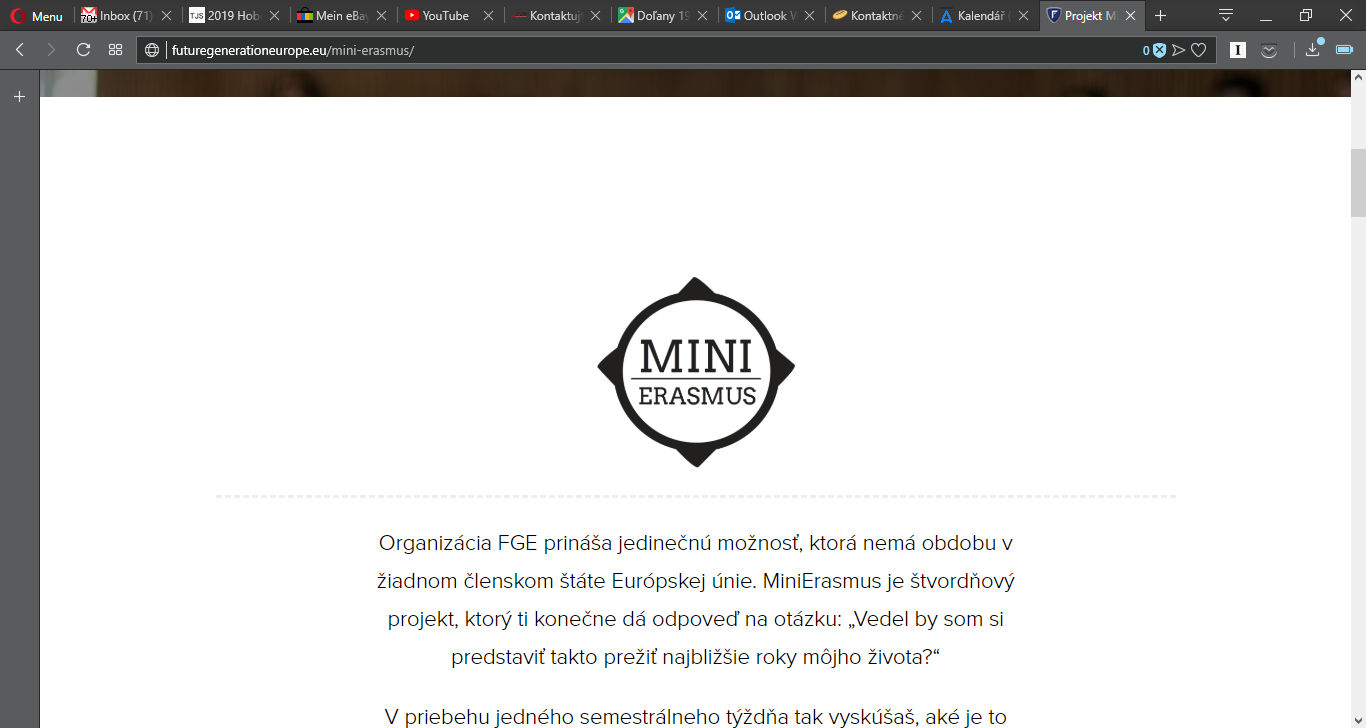 Menu
Inbox (71)
2019 Hob
Mein eBay
YouTube
Kontaktuj
Doľany 19
Outlook W
Kontaktné
Kalendář (
Projekt M
futuregenerationeurope.eu/mini-erasmus/
0
MINI
ERASMUS
Organizácia FGE prináša jedinečnú možnosť, ktorá nemá obdobu v
žiadnom členskom štáte Európskej únie. MiniErasmus je štvordňový
projekt, ktorý ti konečne dá odpoveď na otázku: „Vedel by som si
predstaviť takto prežiť najbližšie roky môjho života?“
V priebehu jedného semestrálneho týždňa tak vyskúšaš, aké je to